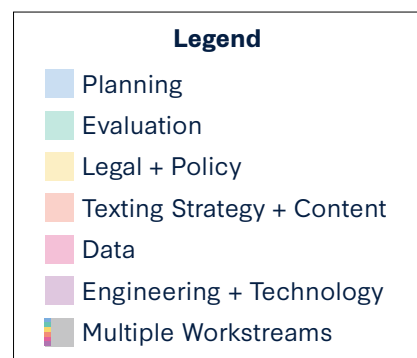 Legend
Planning
Evaluation
Legal + Policy
Texting Strategy + Content
Data
Engineering + Technology
Multiple Workstreams